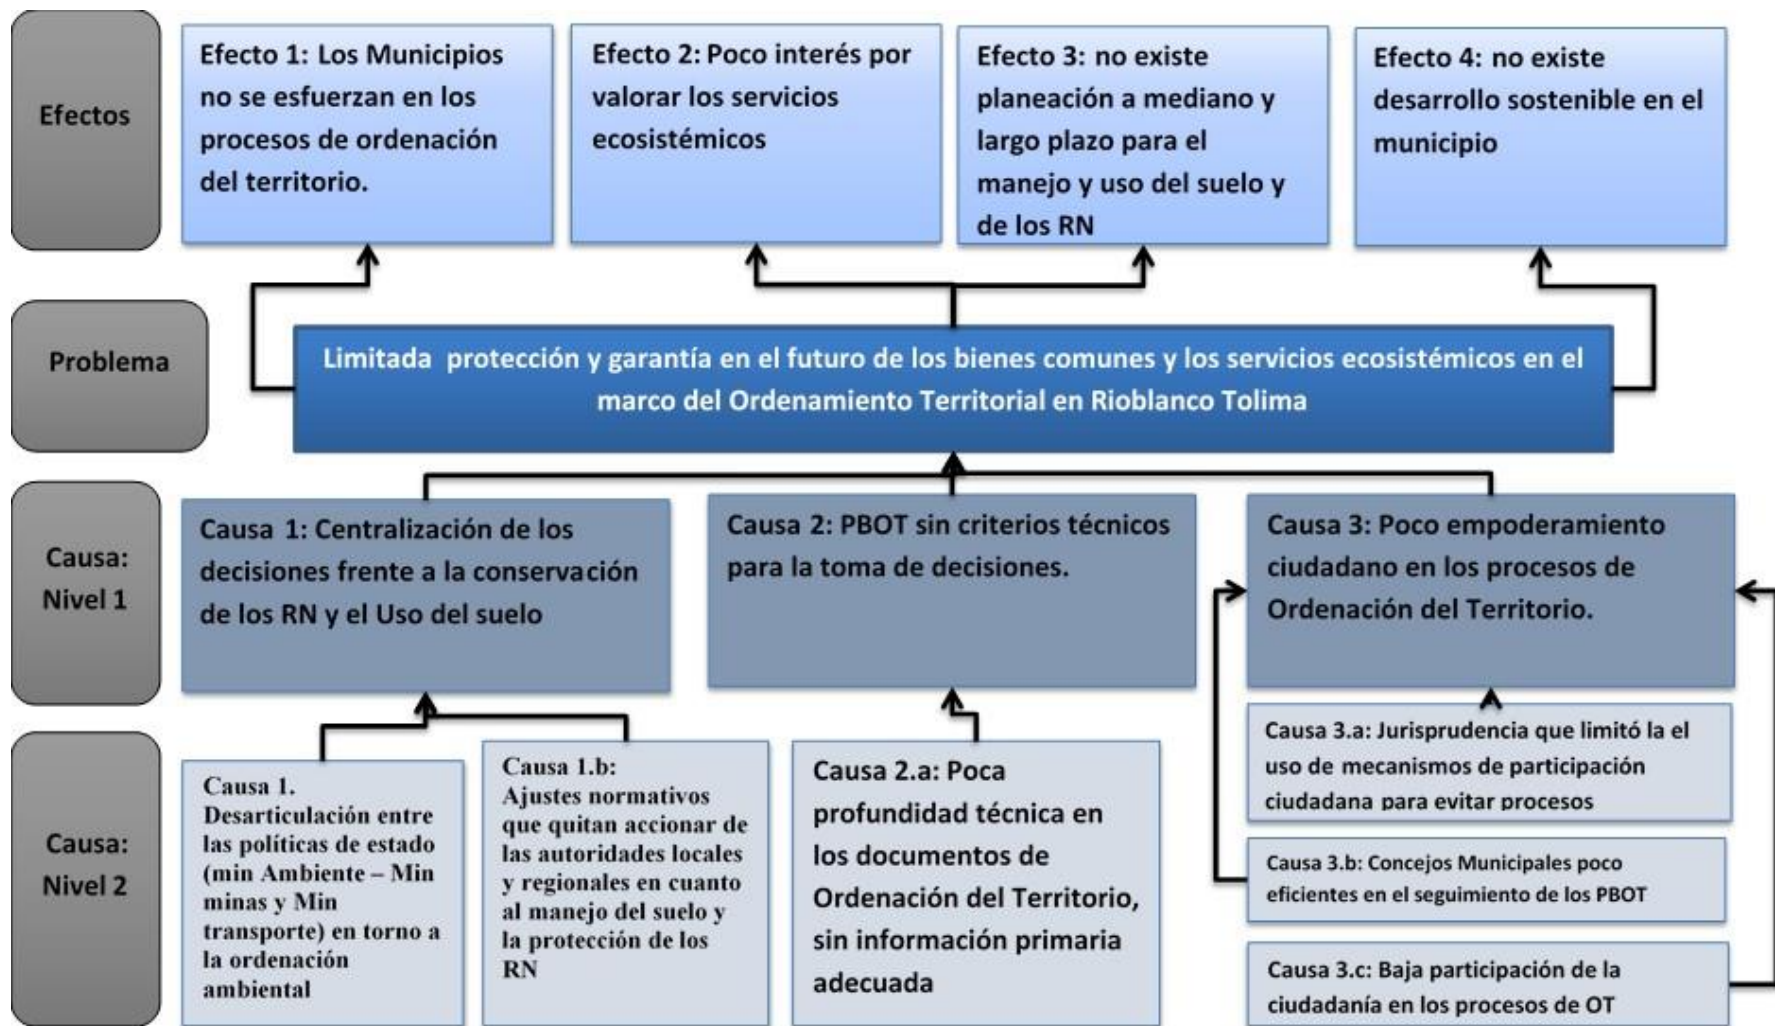 Efectos
Efecto 1: Los Municipios
no se esfuerzan en los
procesos de ordenación
del territorio.
Efecto 2: Poco interés por
valorar los servicios
ecosistémicos
Efecto 3: no existe
planeación a mediano y
largo plazo para el
manejo y uso del suelo y
de los RN
Efecto 4: no existe
desarrollo sostenible en el
municipio
Problema
Limitada protección y garantía en el futuro de los bienes comunes y los servicios ecosistémicos en el
marco del Ordenamiento Territorial en Rioblanco Tolima
Causa:
Nivel 1
Causa 1: Centralización de los
decisiones frente a la conservación
de los RN y el Uso del suelo
Causa 2: PBOT sin criterios técnicos
para la toma de decisiones.
Causa 3: Poco empoderamiento
ciudadano en los procesos de
Ordenación del Territorio.
Causa:
Nivel 2
Causa 1.
Desarticulación entre
las políticas de estado
(min Ambiente – Min
minas y Min
transporte) en torno a
la ordenación
ambiental
Causa 1.b:
Ajustes normativos
que quitan accionar de
las autoridades locales
y regionales en cuanto
al manejo del suelo y
la protección de los
RN
Causa 2.a: Poca
profundidad técnica en
los documentos de
Ordenación del Territorio,
sin información primaria
adecuada
Causa 3.a: Jurisprudencia que limitó la el
uso de mecanismos de participación
ciudadana para evitar procesos
Causa 3.b: Concejos Municipales poco
eficientes en el seguimiento de los PBOT
Causa 3.c: Baja participación de la
ciudadanía en los procesos de OT